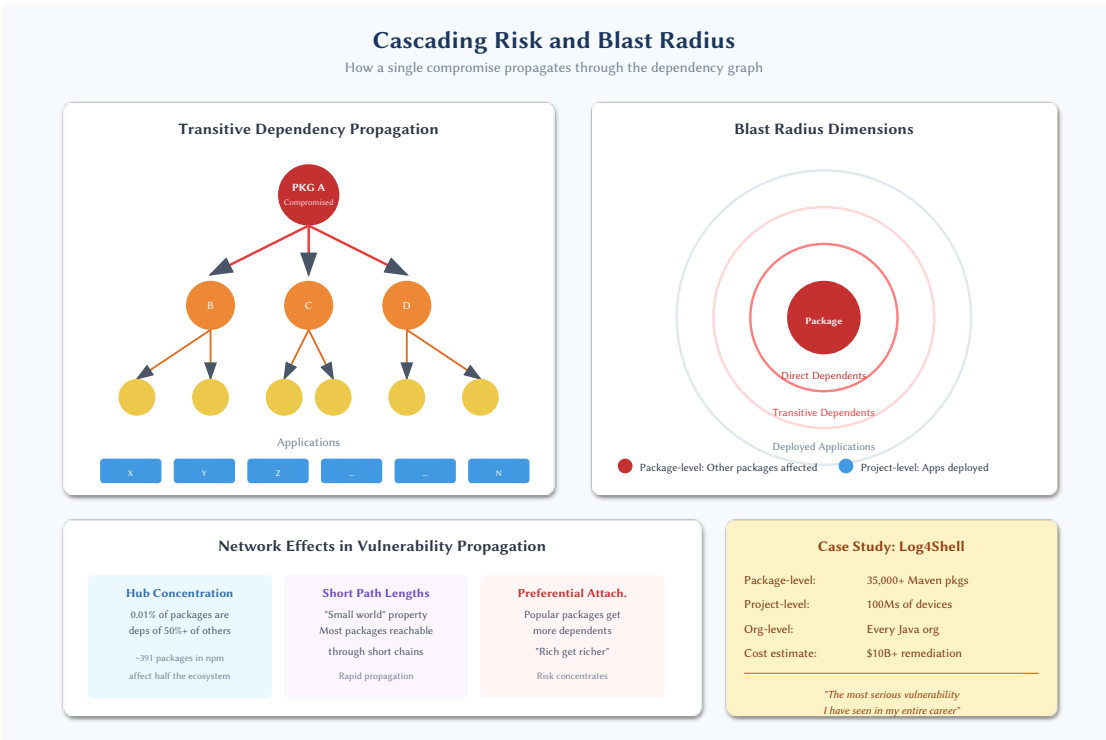 Cascading Risk and Blast Radius
How a single compromise propagates through the dependency graph
Transitive Dependency Propagation
PKG A
Compromised
B
C
D
Applications
X
Y
Z
...
...
N
Blast Radius Dimensions
Package
Direct Dependents
Transitive Dependents
Deployed Applications
Package-level: Other packages affected
Project-level: Apps deployed
Network Effects in Vulnerability Propagation
Hub Concentration
0.01% of packages are
deps of 50%+ of others
~391 packages in npm
affect half the ecosystem
Short Path Lengths
"Small world" property
Most packages reachable
through short chains
Rapid propagation
Preferential Attach.
Popular packages get
more dependents
"Rich get richer"
Risk concentrates
Case Study: Log4Shell
Package-level: 35,000+ Maven pkgs
Project-level: 100Ms of devices
Org-level: Every Java org
Cost estimate: $10B+ remediation
"The most serious vulnerability
I have seen in my entire career"